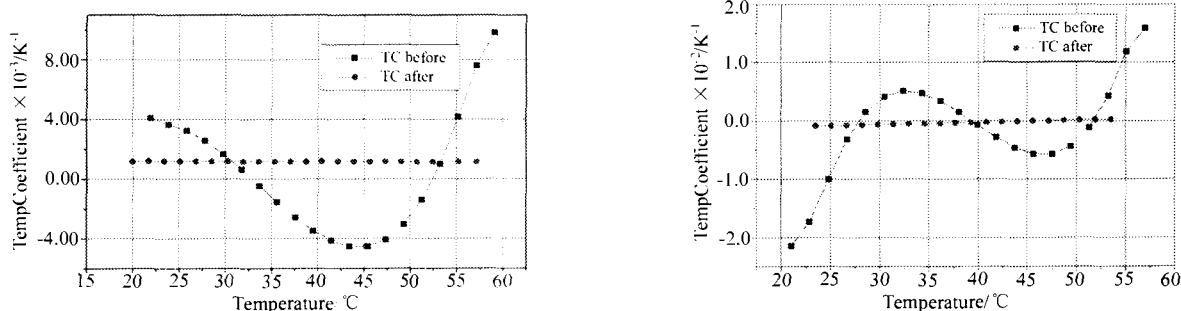 TempCoefficient × 10⁻³/K⁻¹
8.00
4.00
0.00
-4.00
TC before
TC after
15 20 25 30 35 40 45 50 55 60
Temperature ℃
TempCoefficient × 10⁻²/K⁻¹
2.0
1.0
0.0
-1.0
-2.0
TC before
TC after
20 25 30 35 40 45 50 55 60
Temperature/ ℃